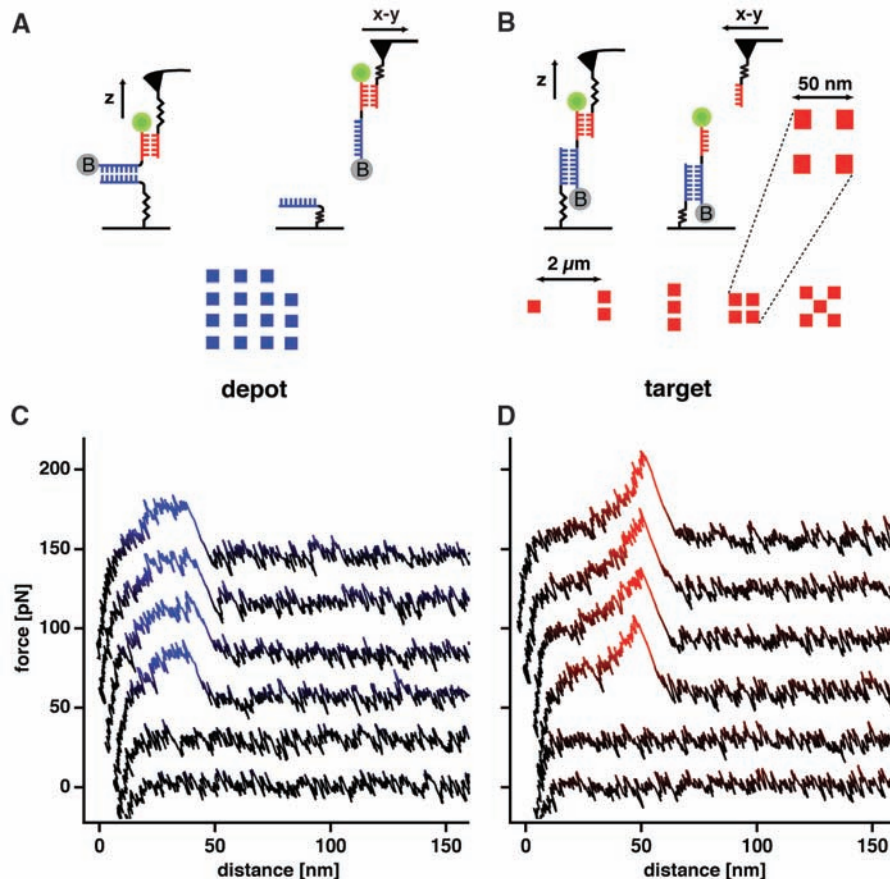 A
x-y
z
B
B
B
x-y
z
B
B
50 nm
2 μm
depot
target
C
force [pN]
200
150
100
50
0
0
50
100
150
distance [nm]
D
0
50
100
150
distance [nm]